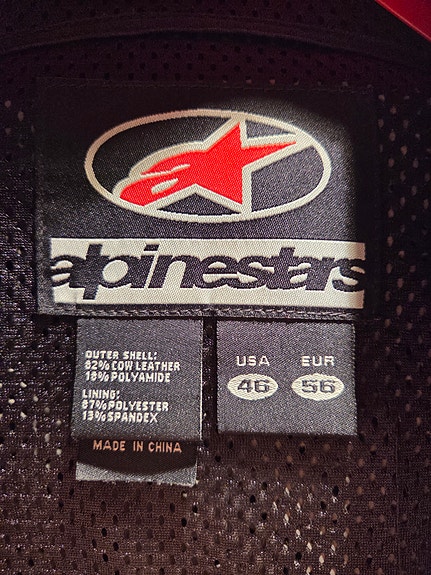 alpinestars
OUTER SHELL:
82% COW LEATHER
18% POLYAMIDE
LINING:
87% POLYESTER
13% SPANDEX
MADE IN CHINA
USA EUR
46 56